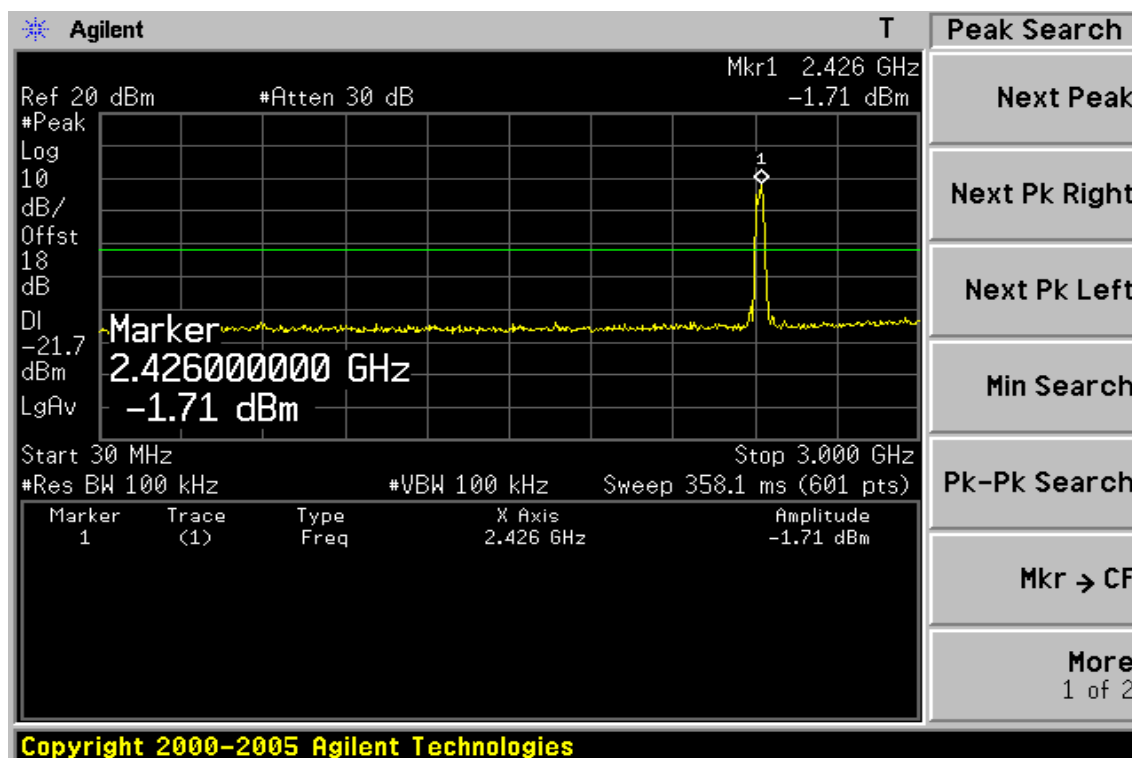 Agilent T
Peak Search
Mkr1 2.426 GHz
Ref 20 dBm #Atten 30 dB -1.71 dBm
#Peak
Log
10
dB/
Offst
18
dB
DI
-21.7
dBm
LgAv
1
Marker
2.426000000 GHz
-1.71 dBm
Start 30 MHz Stop 3.000 GHz
#Res BW 100 kHz #VBW 100 kHz Sweep 358.1 ms (601 pts)
Marker Trace Type X Axis Amplitude
1 (1) Freq 2.426 GHz -1.71 dBm
Next Peak
Next Pk Right
Next Pk Left
Min Search
Pk-Pk Search
Mkr → CF
More
1 of 2
Copyright 2000-2005 Agilent Technologies